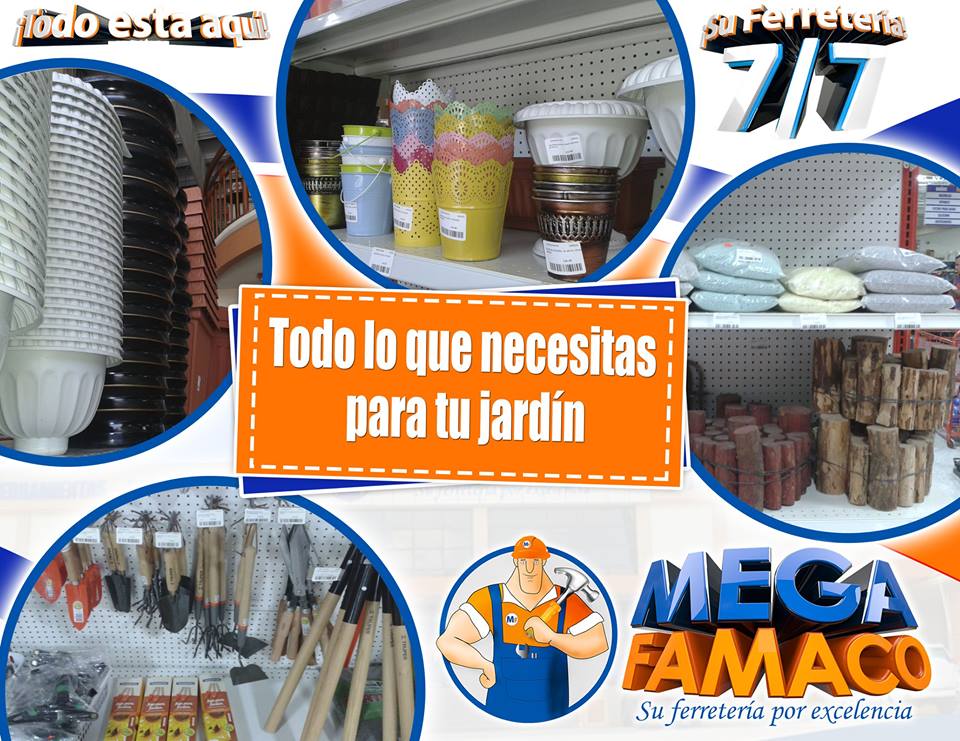 ¡Todo esta aqui!
¡Su Ferretería
7/7
Todo lo que necesitas
para tu jardín
MEGA
FAMACO
Su ferretería por excelencia